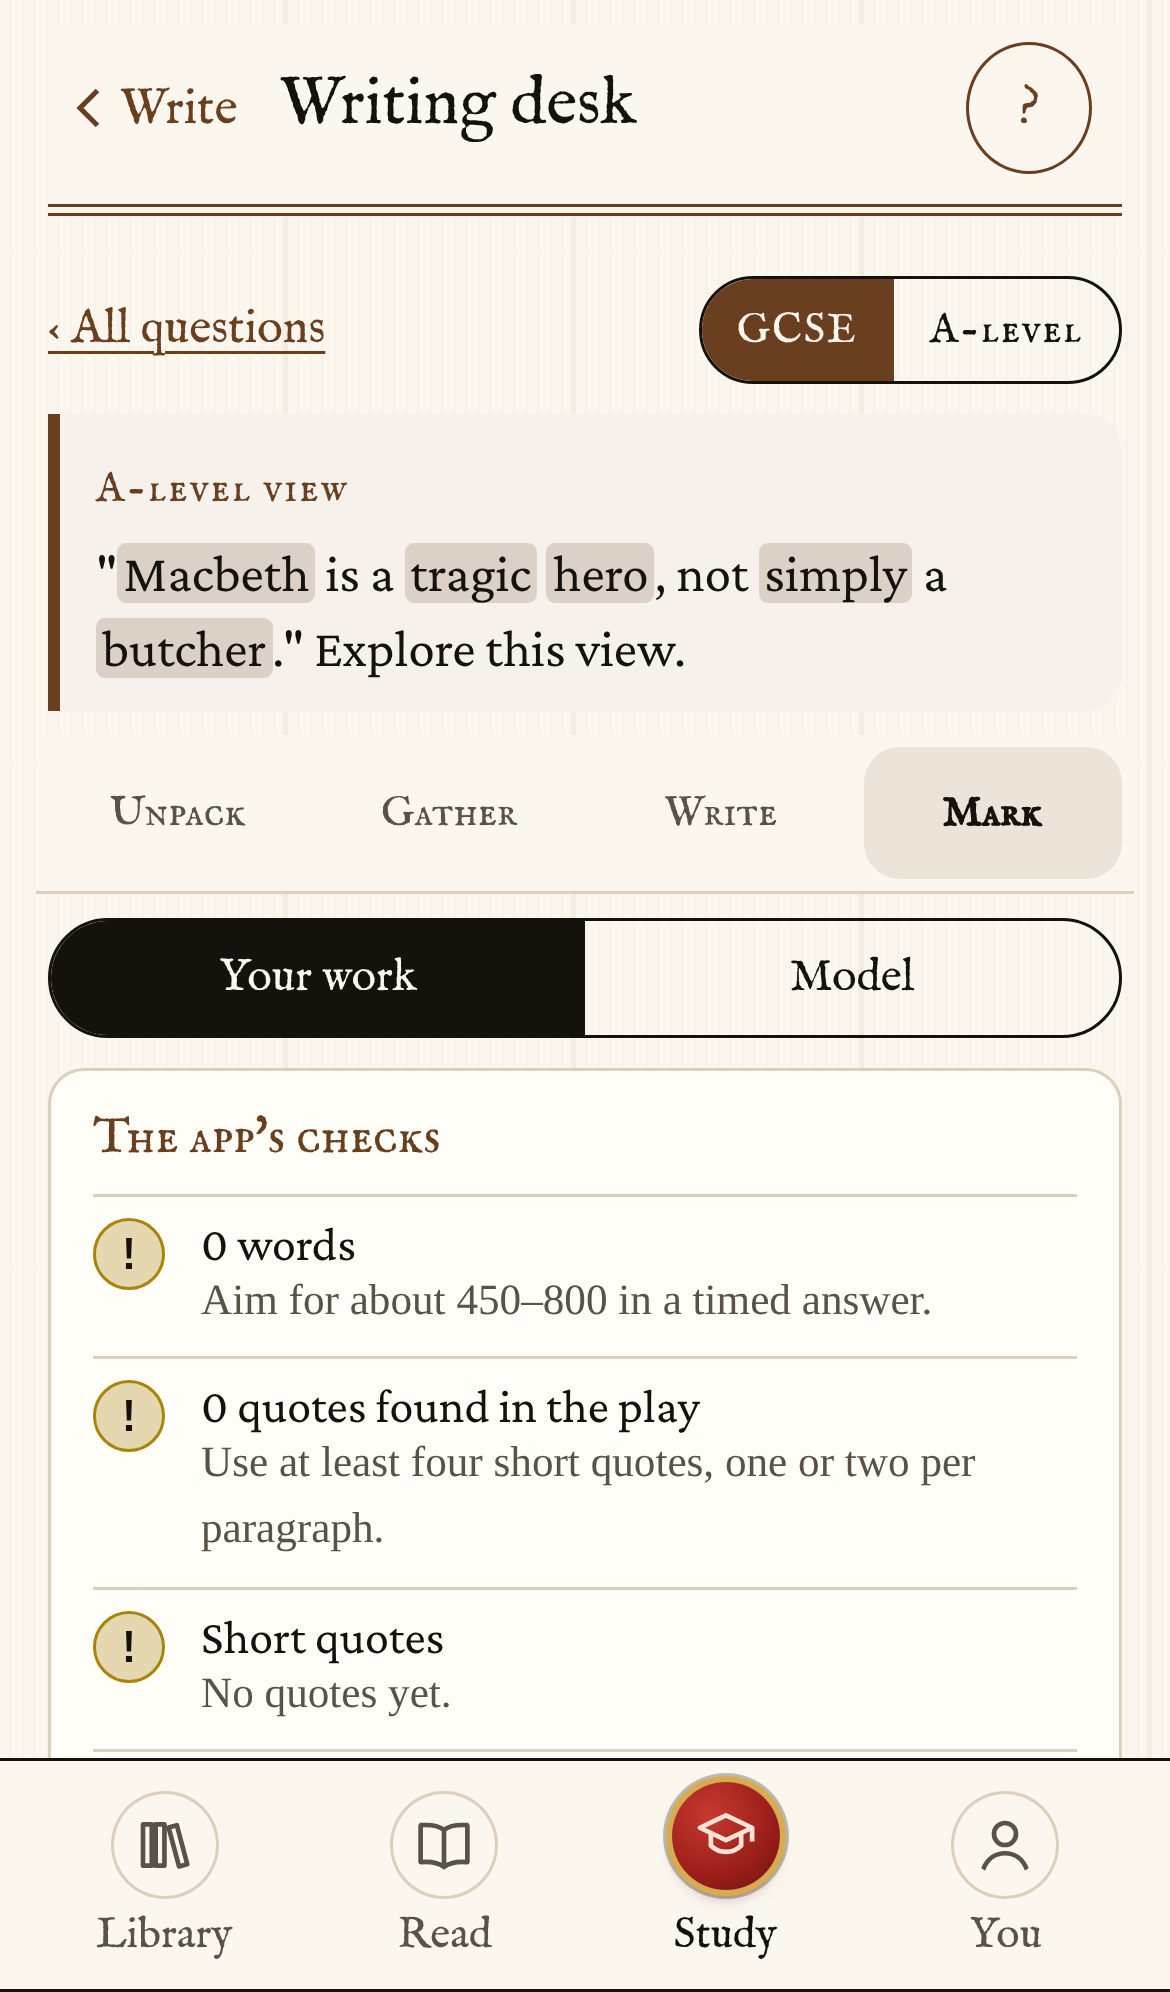 Write Writing desk ?
‹ All questions GCSE A-LEVEL
A-LEVEL VIEW
"Macbeth is a tragic hero, not simply a
butcher." Explore this view.
UNPACK GATHER WRITE MARK
Your work Model
THE APP'S CHECKS
! 0 words
Aim for about 450–800 in a timed answer.
! 0 quotes found in the play
Use at least four short quotes, one or two per
paragraph.
! Short quotes
No quotes yet.
Library Read Study You